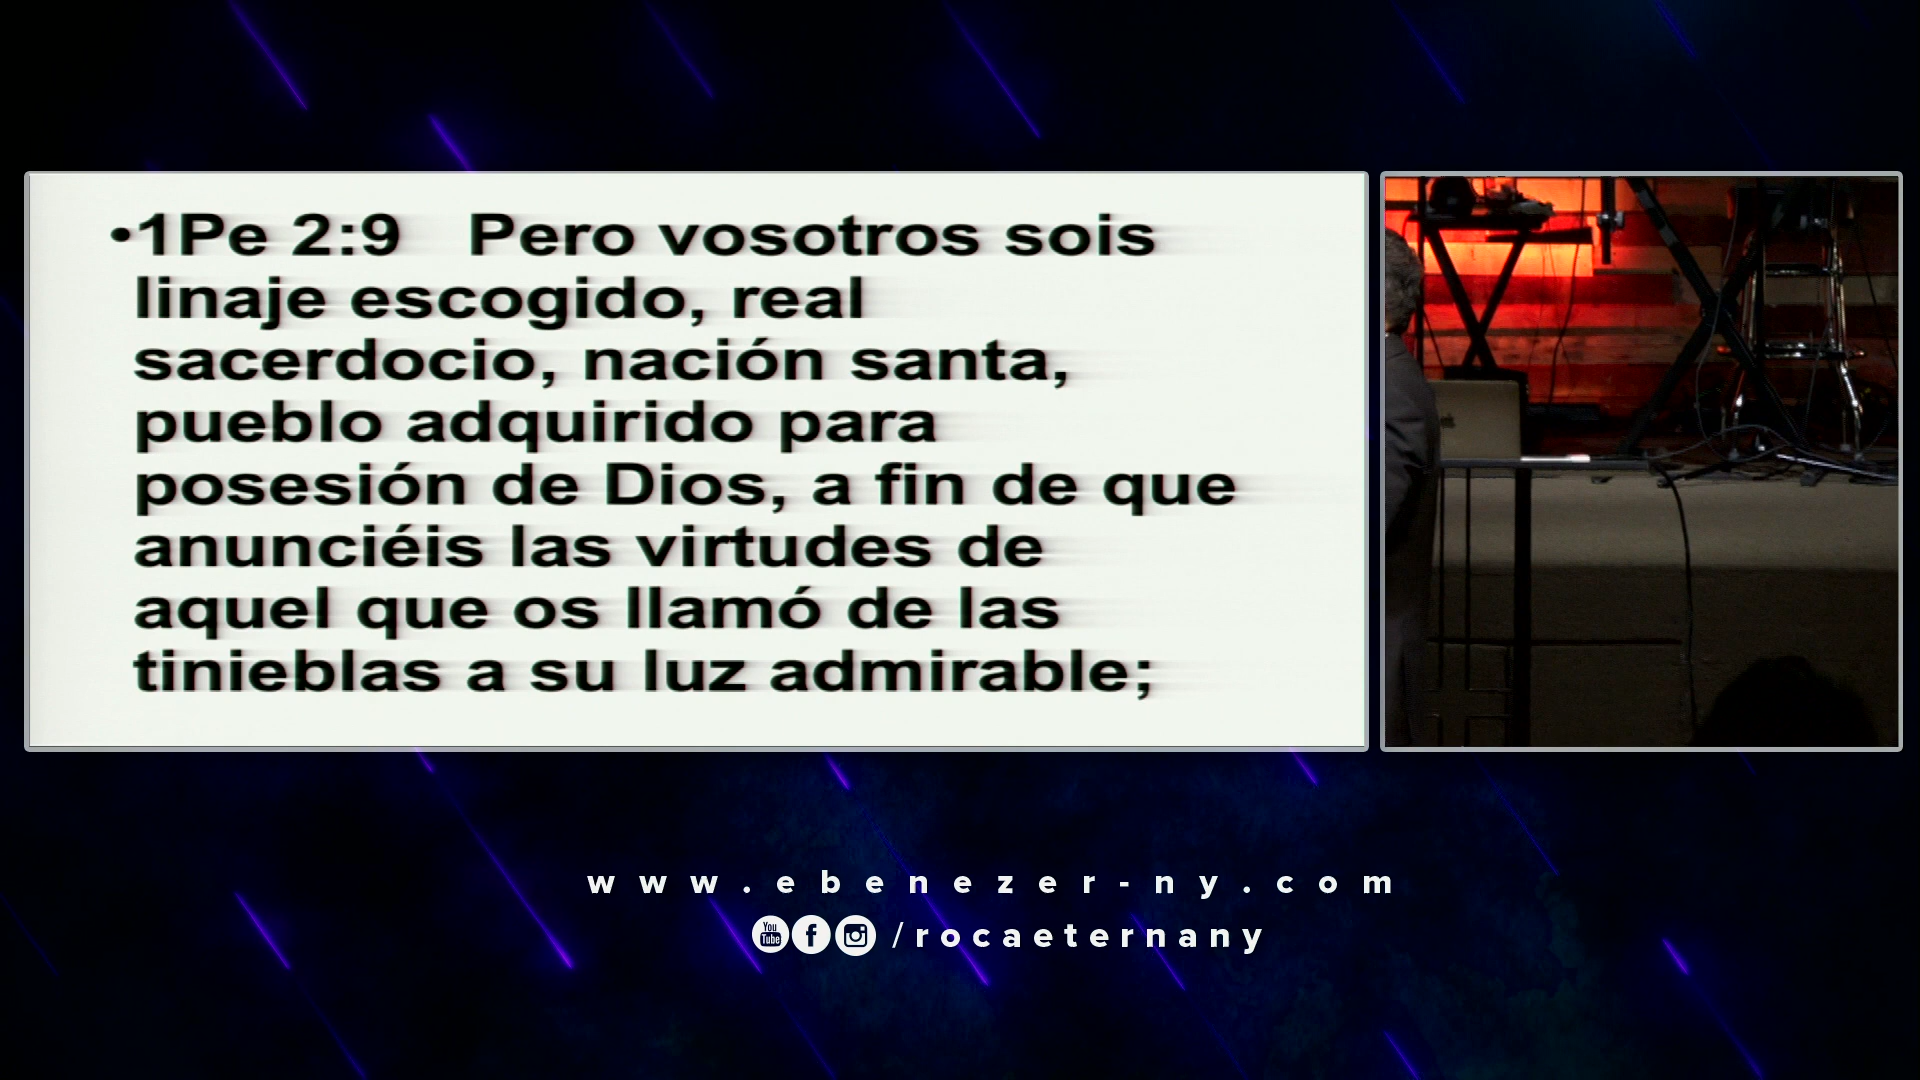 •1Pe 2:9 Pero vosotros sois
linaje escogido, real
sacerdocio, nación santa,
pueblo adquirido para
posesión de Dios, a fin de que
anunciéis las virtudes de
aquel que os llamó de las
tinieblas a su luz admirable;
www.ebenezer-ny.com
You Tube f /rocaeternany